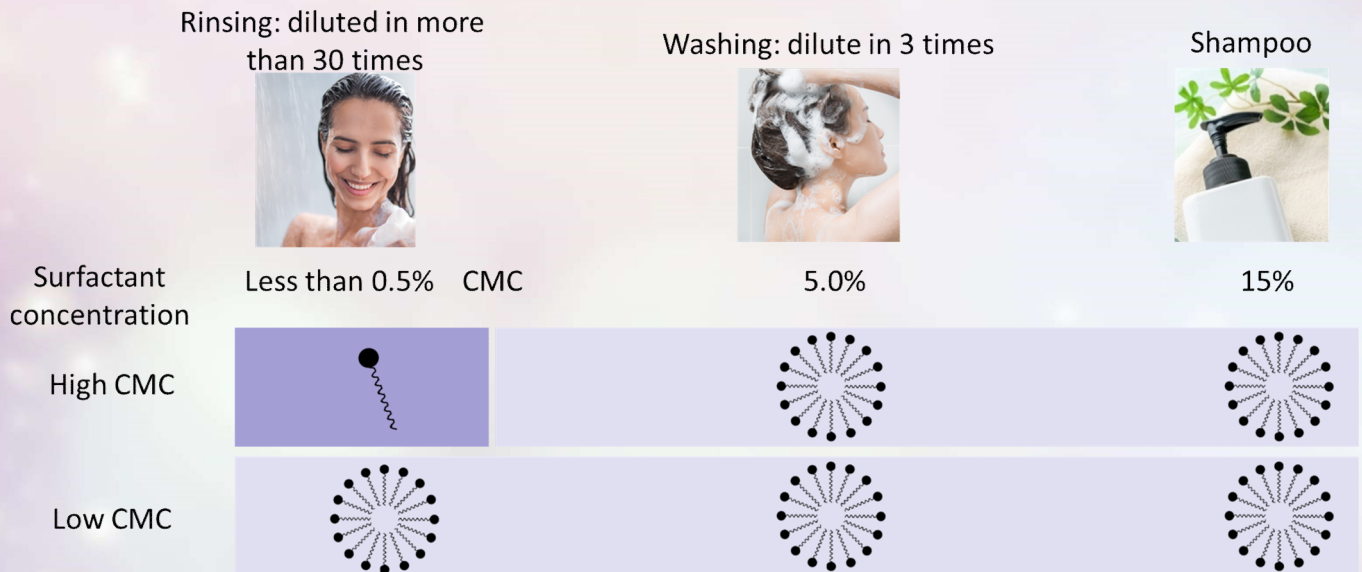 Rinsing: diluted in more
than 30 times
Washing: dilute in 3 times
Shampoo
Surfactant
concentration
Less than 0.5% CMC
5.0%
15%
High CMC
Low CMC